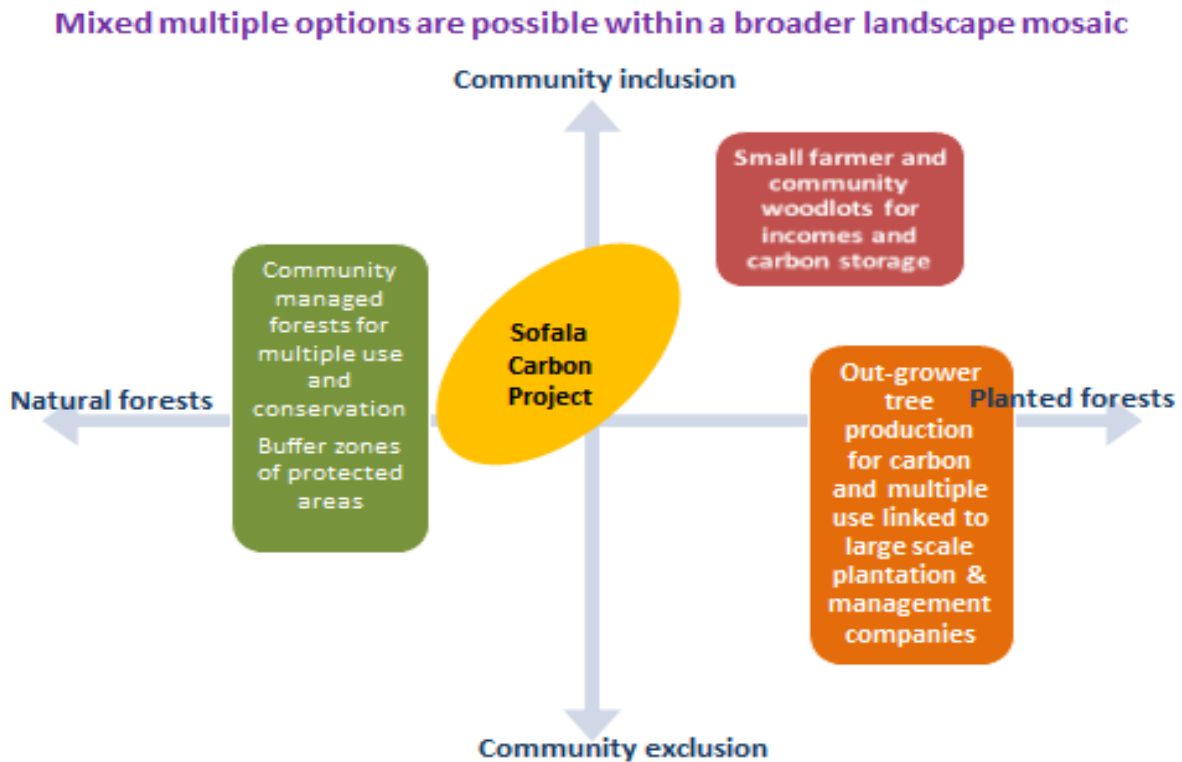 Mixed multiple options are possible within a broader landscape mosaic
Community inclusion
Small farmer and
community
woodlots for
incomes and
carbon storage
Community
managed
forests for
multiple use
and
conservation
Buffer zones
of protected
areas
Sofala
Carbon
Project
Natural forests
Out-grower
tree
production
for carbon
and multiple
use linked to
large scale
plantation &
management
companies
Planted forests
Community exclusion